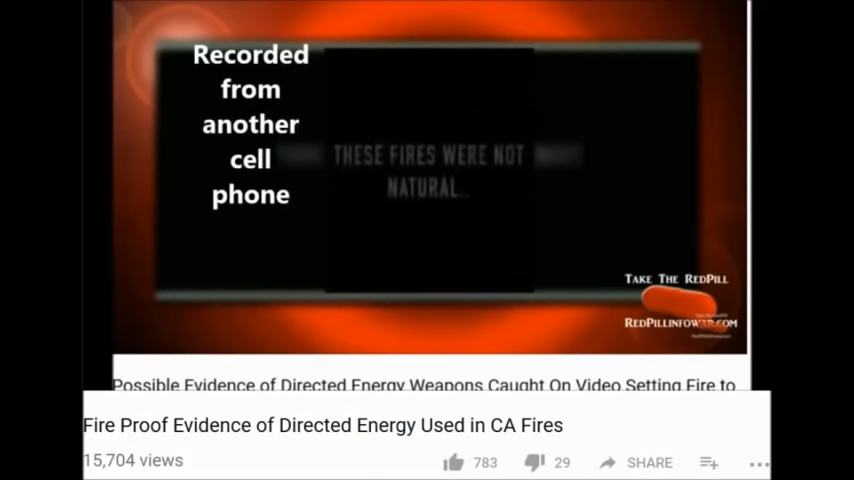 Recorded
from
another
cell
phone
THESE FIRES WERE NOT
NATURAL..
TAKE THE REDPILL
REDPILLINFOWAR.COM
Possible Evidence of Directed Energy Weapons Caught On Video Setting Fire to
Fire Proof Evidence of Directed Energy Used in CA Fires
15,704 views
783
29
SHARE